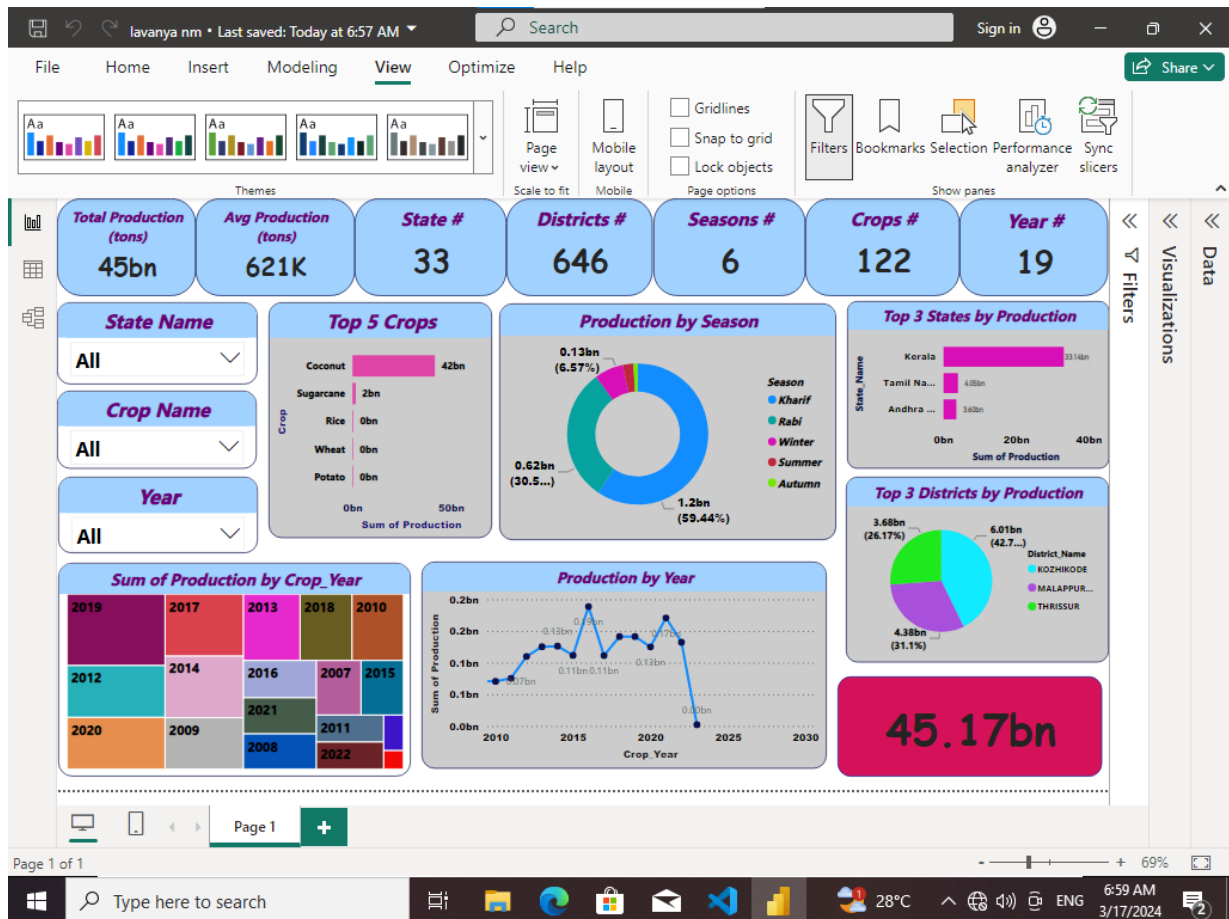 lavanya nm • Last saved: Today at 6:57 AM
Search
Sign in
File Home Insert Modeling View Optimize Help
Share
Aa Aa Aa Aa Aa
Page view
Mobile layout
Gridlines
Snap to grid
Lock objects
Filters Bookmarks Selection Performance analyzer Sync slicers
Themes Scale to fit Mobile Page options Show panes
Total Production (tons)
45bn
Avg Production (tons)
621K
State #
33
Districts #
646
Seasons #
6
Crops #
122
Year #
19
Filters
Visualizations
Data
State Name
All
Crop Name
All
Year
All
Top 5 Crops
Crop
Coconut 42bn
Sugarcane 2bn
Rice 0bn
Wheat 0bn
Potato 0bn
0bn 50bn
Sum of Production
Production by Season
0.13bn
(6.57%)
0.62bn
(30.5...)
1.2bn
(59.44%)
Season
Kharif
Rabi
Winter
Summer
Autumn
Top 3 States by Production
State_Name
Kerala 33.14bn
Tamil Na... 4.05bn
Andhra ... 3.60bn
0bn 20bn 40bn
Sum of Production
Top 3 Districts by Production
3.68bn
(26.17%)
6.01bn
(42.7...)
4.38bn
(31.1%)
District_Name
KOZHIKODE
MALAPPUR...
THRISSUR
Sum of Production by Crop_Year
2019 2017 2013 2018 2010
2012 2014 2016 2007 2015
2020 2009 2021 2011
2008 2022
Production by Year
Sum of Production
0.2bn
0.2bn
0.1bn
0.1bn
0.0bn
0.07bn 0.13bn 0.11bn 0.19bn 0.11bn 0.13bn 0.17bn 0.00bn
2010 2015 2020 2025 2030
Crop_Year
45.17bn
Page 1
Page 1 of 1
- + 69%
Type here to search
1
28°C
ENG
6:59 AM
3/17/2024
2